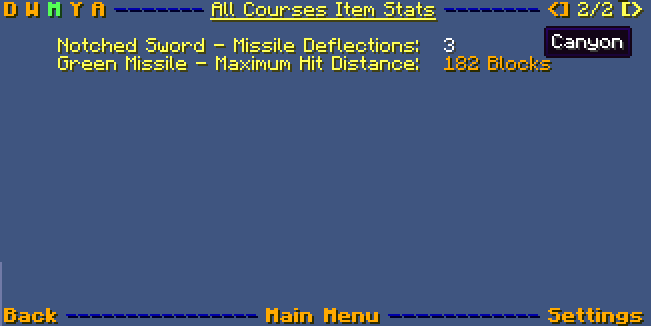 D W M Y A -------- All Courses Item Stats -------- <] 2/2 [>
Notched Sword - Missile Deflections: 3
Canyon
Green Missile - Maximum Hit Distance: 182 Blocks
Back -------------- Main Menu -------------- Settings